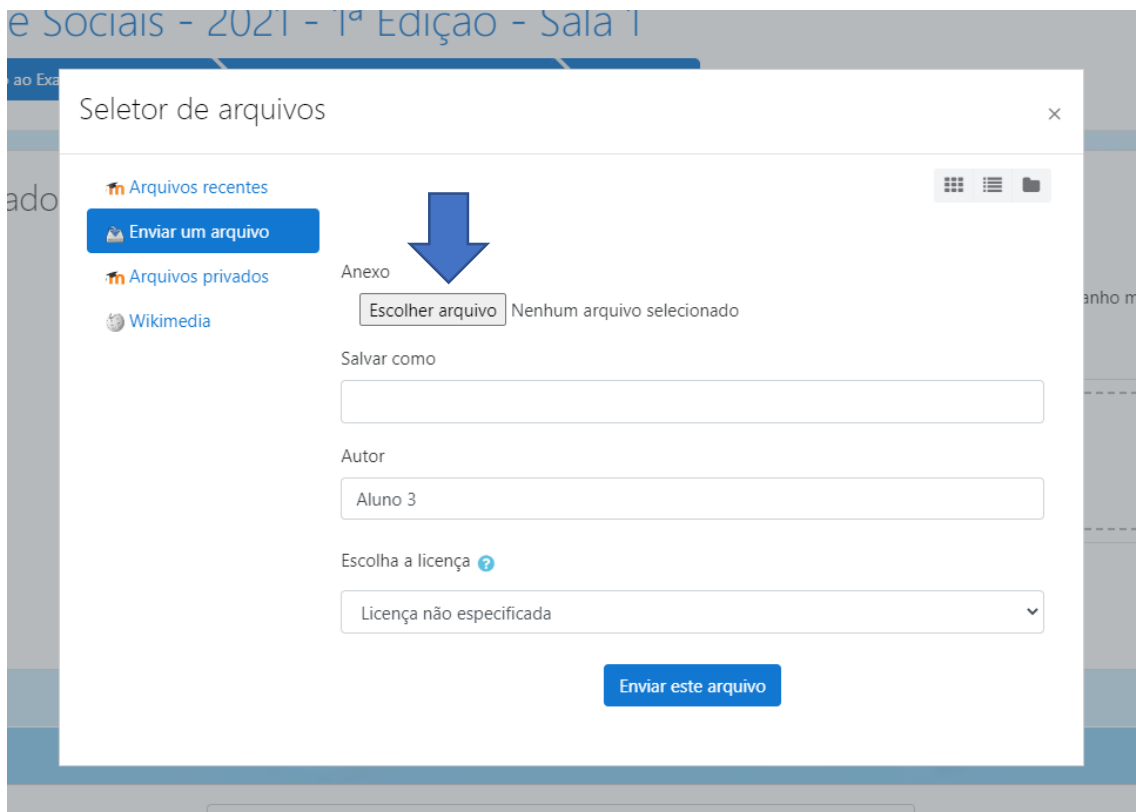 e Sociais - 2021 - 1ª Edição - Sala 1
ao Exa
Seletor de arquivos
×
ado
Arquivos recentes
Enviar um arquivo
Arquivos privados
Wikimedia
Anexo
Escolher arquivo Nenhum arquivo selecionado
anho m
Salvar como
Autor
Aluno 3
Escolha a licença ?
Licença não especificada
Enviar este arquivo